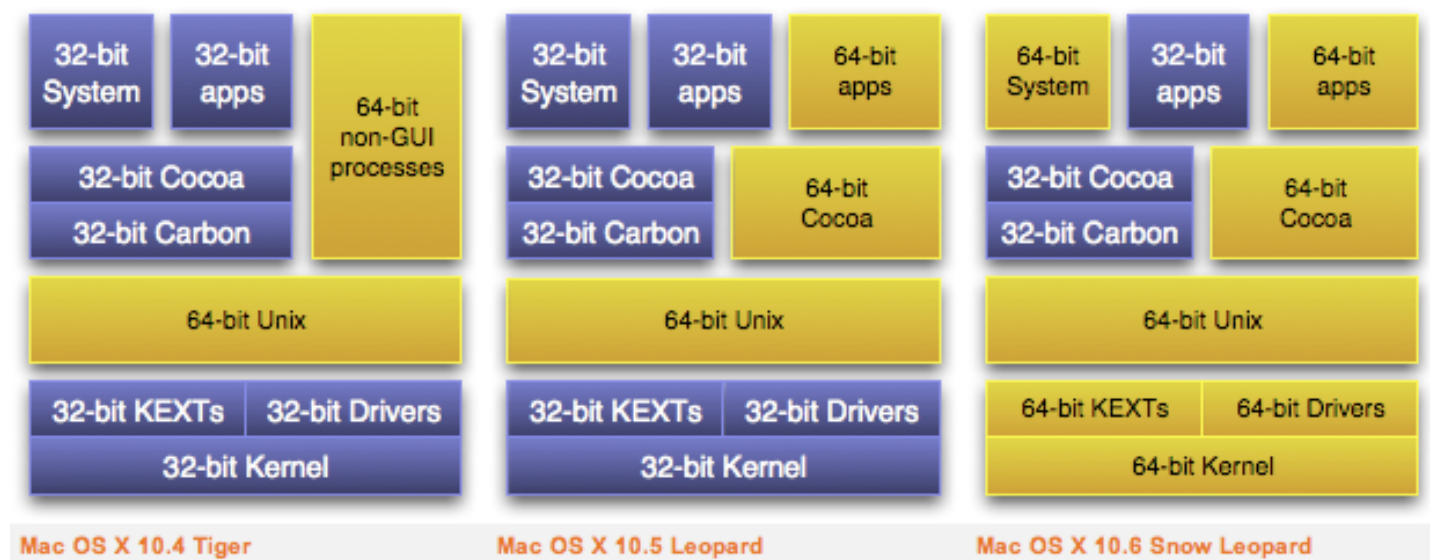 32-bit
System
32-bit
apps
64-bit
non-GUI
processes
32-bit Cocoa
32-bit Carbon
64-bit Unix
32-bit KEXTs
32-bit Drivers
32-bit Kernel
Mac OS X 10.4 Tiger
32-bit
System
32-bit
apps
64-bit
apps
32-bit Cocoa
32-bit Carbon
64-bit
Cocoa
64-bit Unix
32-bit KEXTs
32-bit Drivers
32-bit Kernel
Mac OS X 10.5 Leopard
64-bit
System
32-bit
apps
64-bit
apps
32-bit Cocoa
32-bit Carbon
64-bit
Cocoa
64-bit Unix
64-bit KEXTs
64-bit Drivers
64-bit Kernel
Mac OS X 10.6 Snow Leopard